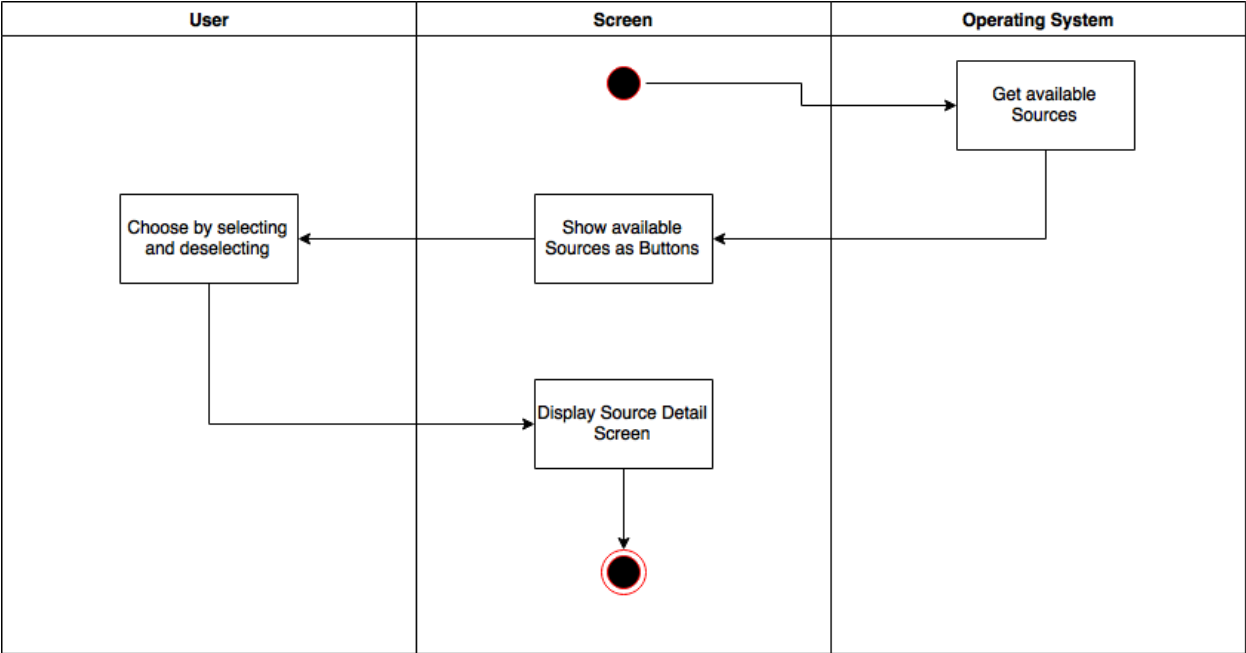 User
Screen
Operating System
Get available
Sources
Choose by selecting
and deselecting
Show available
Sources as Buttons
Display Source Detail
Screen